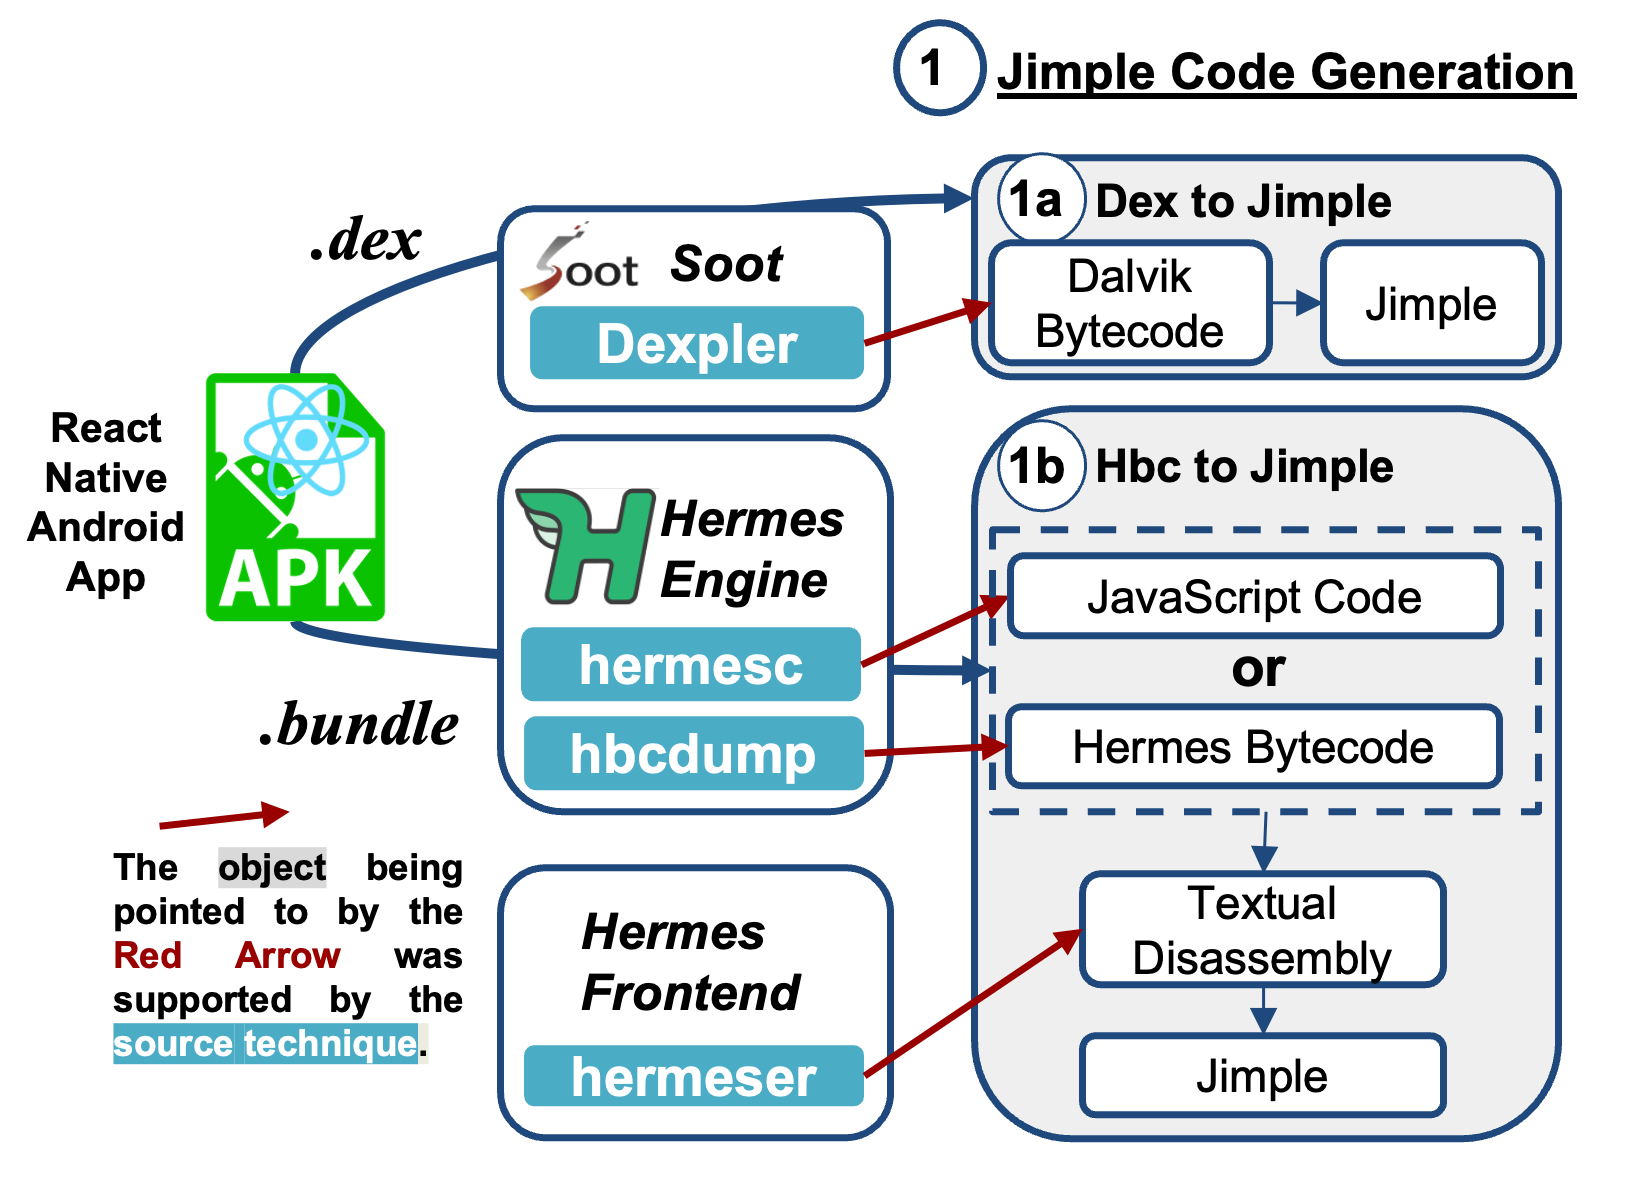 1 Jimple Code Generation
.dex
oot Soot
Dexpler
1a Dex to Jimple
Dalvik
Bytecode
Jimple
React
Native
Android
App
APK
.bundle
Hermes
Engine
hermesc
hbcdump
1b Hbc to Jimple
JavaScript Code
or
Hermes Bytecode
Textual
Disassembly
Jimple
Hermes
Frontend
hermeser
The object being
pointed to by the
Red Arrow was
supported by the
source technique.